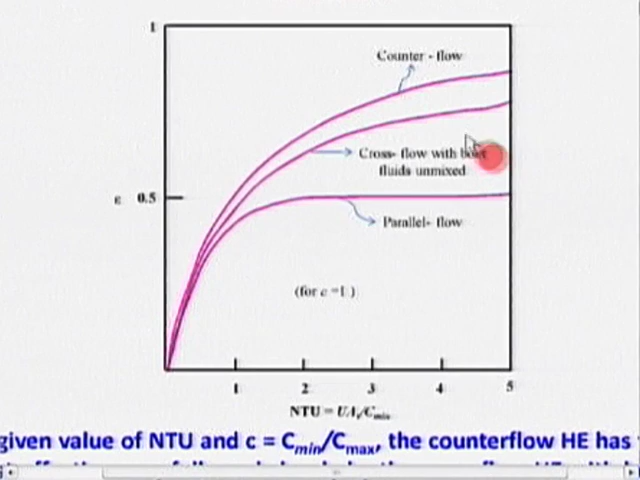 1
Counter - flow
Cross- flow with both
fluids unmixed
ε 0.5
Parallel- flow
(for c =1 )
1 2 3 4 5
NTU = UAs/Cmin
given value of NTU and c = Cmin/Cmax, the counterflow HE has